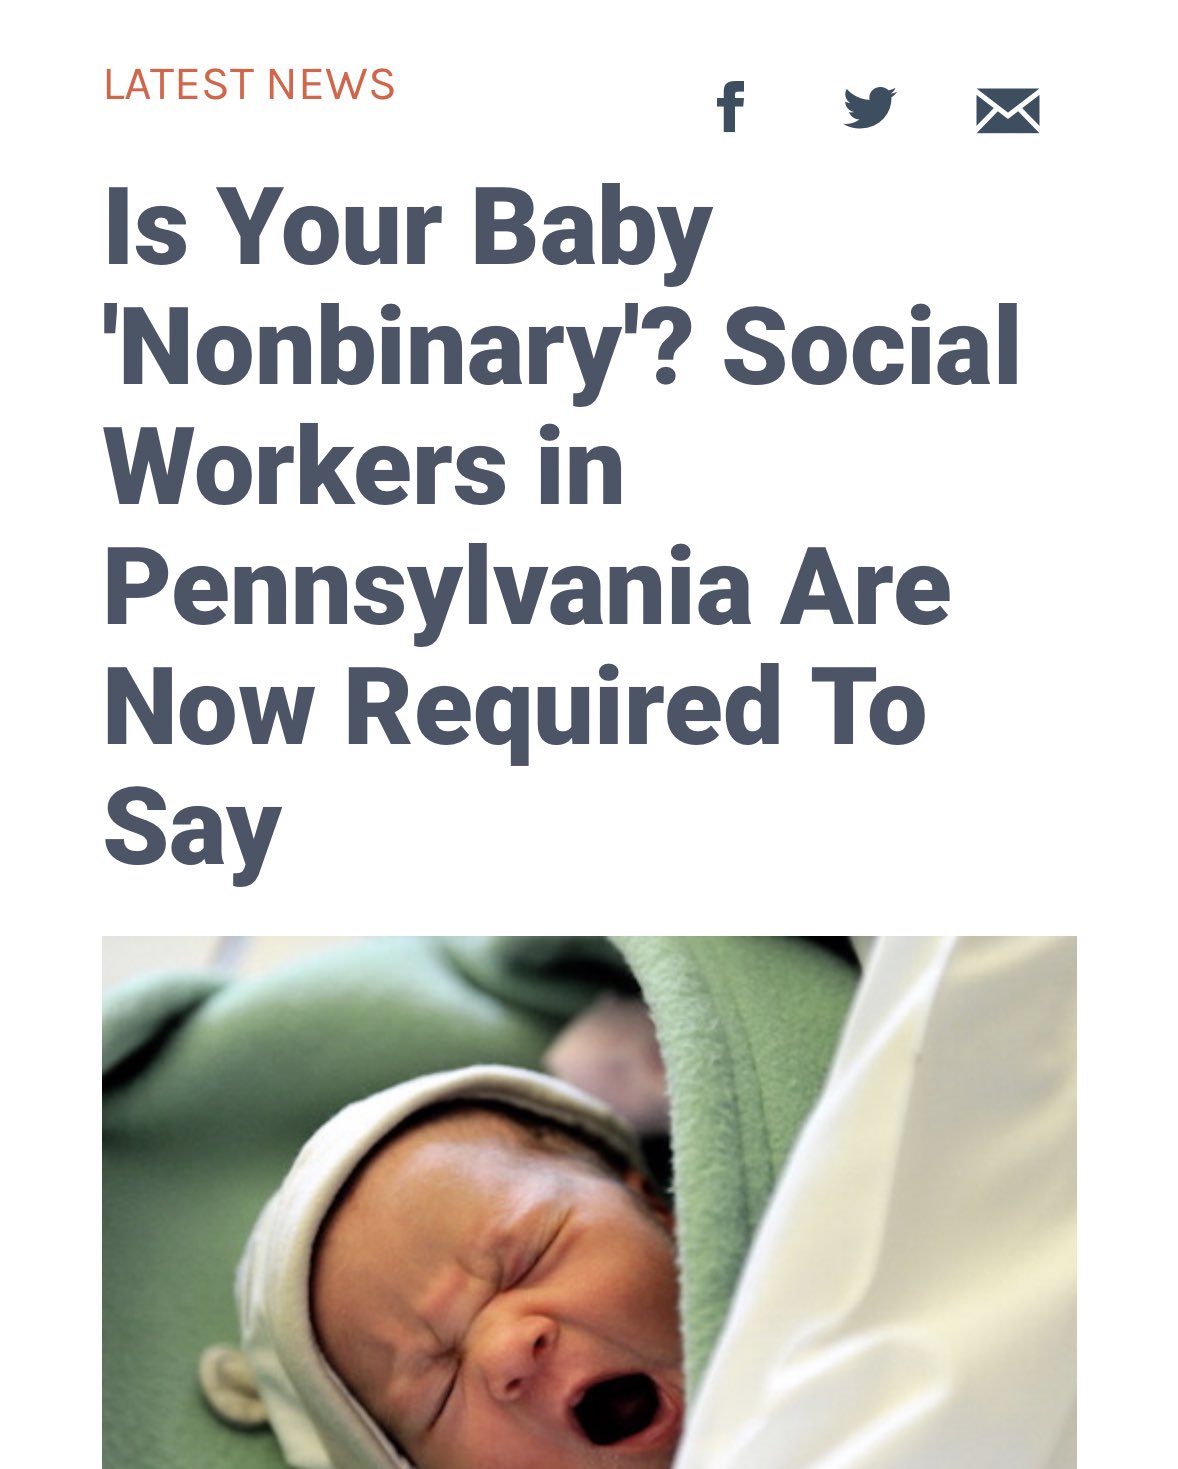 LATEST NEWS
Is Your Baby
'Nonbinary'? Social
Workers in
Pennsylvania Are
Now Required To
Say